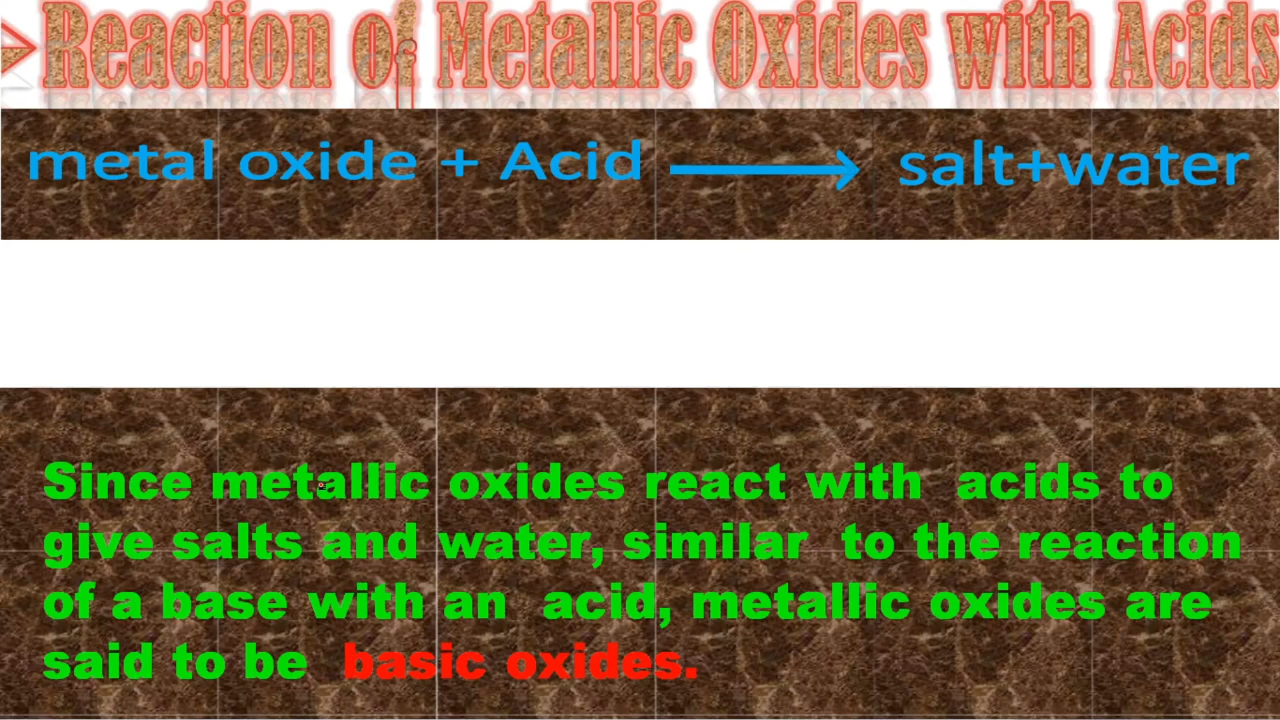 Reaction of Metallic Oxides with Acids
metal oxide + Acid ⟶ salt+water
Since metallic oxides react with acids to
give salts and water, similar to the reaction
of a base with an acid, metallic oxides are
said to be basic oxides.